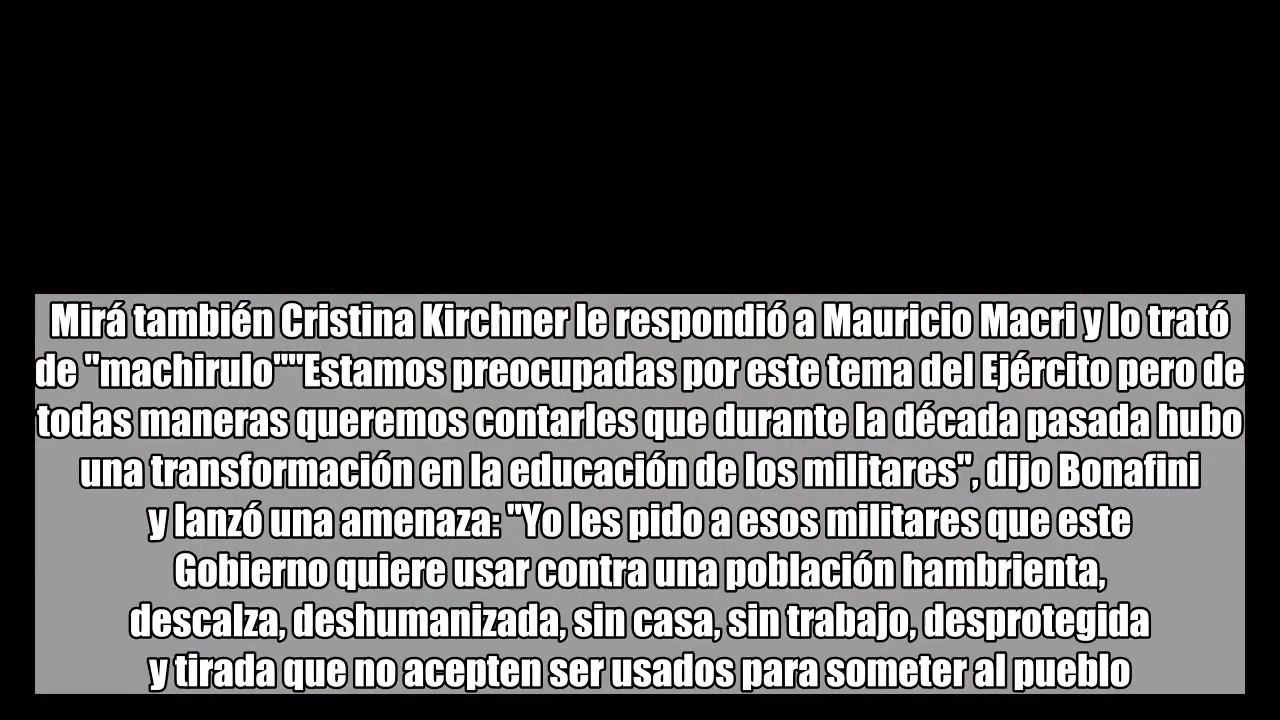 Mirá también Cristina Kirchner le respondió a Mauricio Macri y lo trató
de "machirulo""Estamos preocupadas por este tema del Ejército pero de
todas maneras queremos contarles que durante la década pasada hubo
una transformación en la educación de los militares", dijo Bonafini
y lanzó una amenaza: "Yo les pido a esos militares que este
Gobierno quiere usar contra una población hambrienta,
descalza, deshumanizada, sin casa, sin trabajo, desprotegida
y tirada que no acepten ser usados para someter al pueblo